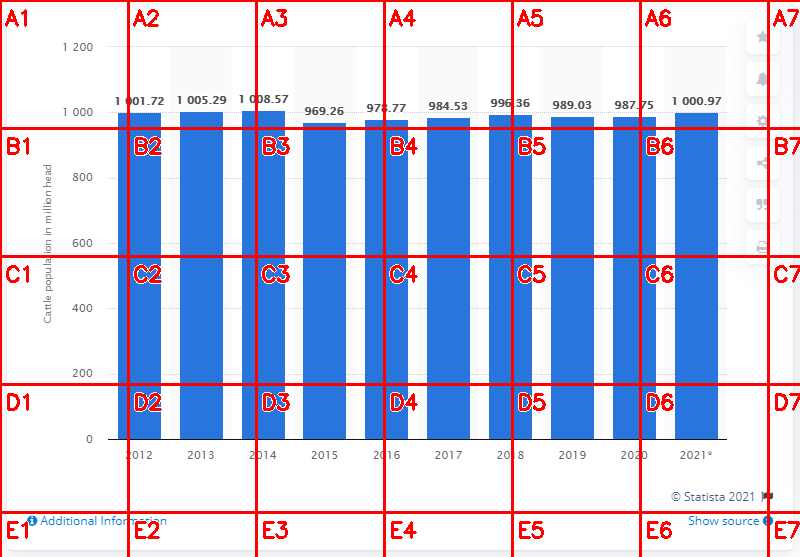 A1 A2 A3 A4 A5 A6 A7
1 200
1 001.72 1 005.29 1 008.57 969.26 978.77 984.53 996.36 989.03 987.75 1 000.97
1 000
B1 B2 B3 B4 B5 B6 B7
800
600
C1 C2 C3 C4 C5 C6 C7
400
200
D1 D2 D3 D4 D5 D6 D7
0
Cattle population in million head
2012 2013 2014 2015 2016 2017 2018 2019 2020 2021*
© Statista 2021
Additional Information Show source
E1 E2 E3 E4 E5 E6 E7